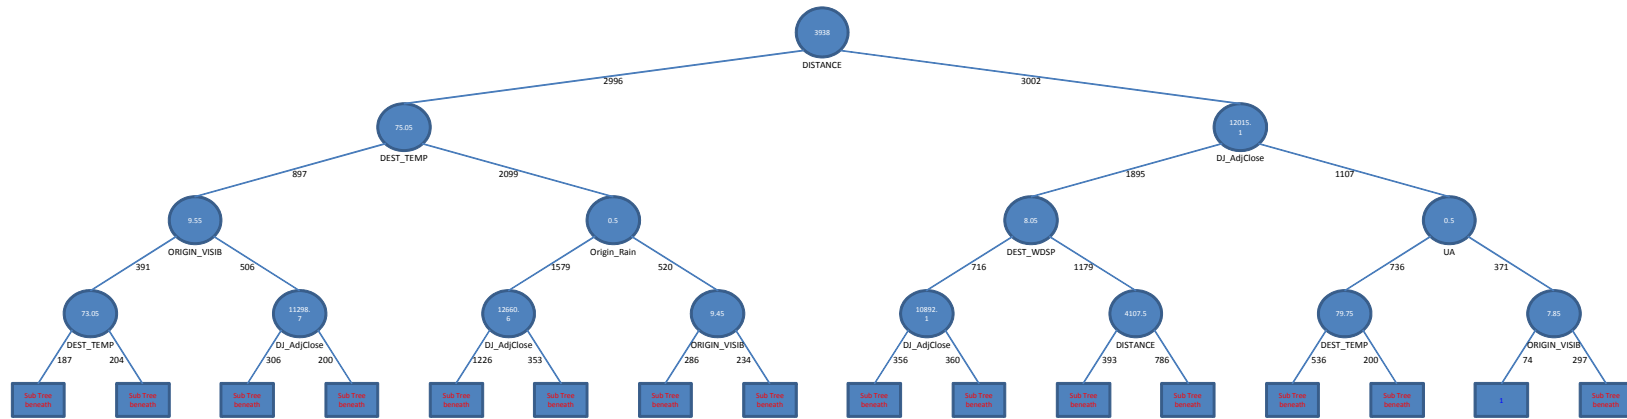 3938
DISTANCE
2996
3002
75.05
DEST_TEMP
12015.
1
DJ_AdjClose
897
2099
1895
1107
9.55
ORIGIN_VISIB
0.5
Origin_Rain
8.05
DEST_WDSP
0.5
UA
391
506
1579
520
716
1179
736
371
73.05
DEST_TEMP
11298.
7
DJ_AdjClose
12660.
6
DJ_AdjClose
9.45
ORIGIN_VISIB
10892.
1
DJ_AdjClose
4107.5
DISTANCE
79.75
DEST_TEMP
7.85
ORIGIN_VISIB
187
204
306
200
1226
353
286
234
356
360
393
786
536
200
74
297
Sub Tree
beneath
Sub Tree
beneath
Sub Tree
beneath
Sub Tree
beneath
Sub Tree
beneath
Sub Tree
beneath
Sub Tree
beneath
Sub Tree
beneath
Sub Tree
beneath
Sub Tree
beneath
Sub Tree
beneath
Sub Tree
beneath
Sub Tree
beneath
Sub Tree
beneath
1
Sub Tree
beneath